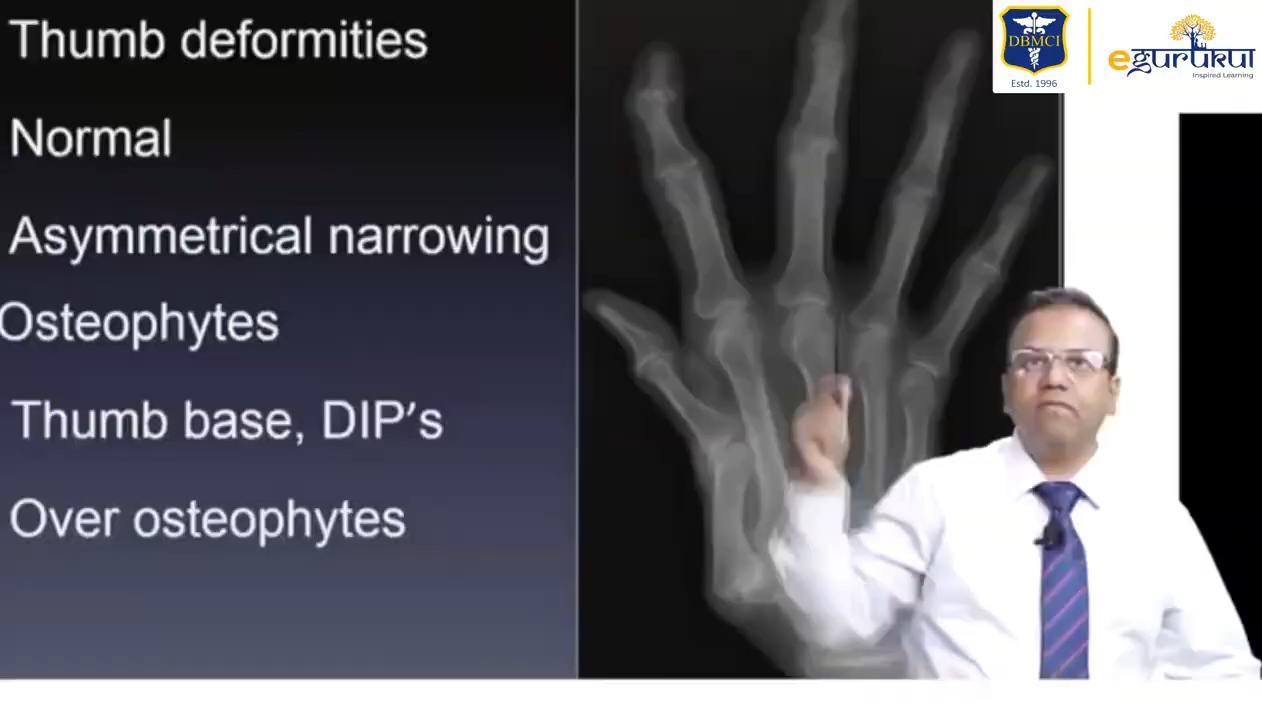 Thumb deformities
Normal
Asymmetrical narrowing
Osteophytes
Thumb base, DIP’s
Over osteophytes
DBMCI
Estd. 1996
egurukul
Inspired Learning